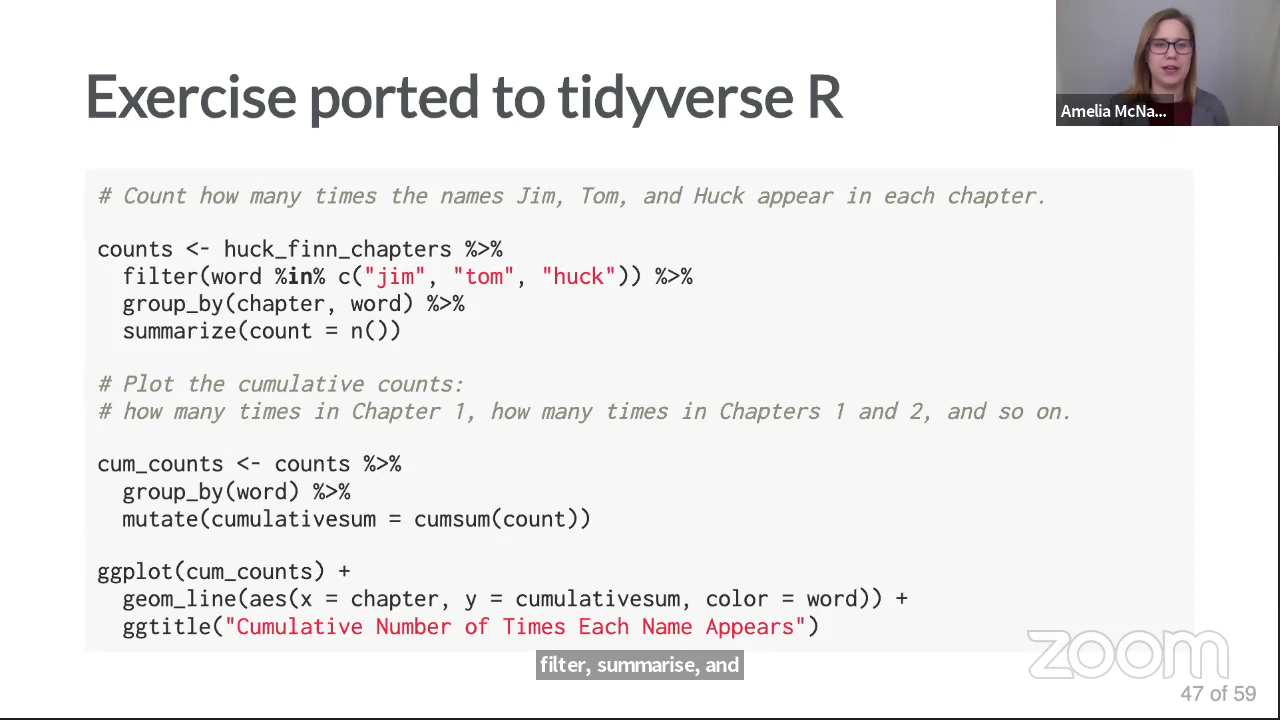 Exercise ported to tidyverse R
Amelia McNa...
# Count how many times the names Jim, Tom, and Huck appear in each chapter.
counts <- huck_finn_chapters %>%
  filter(word %in% c("jim", "tom", "huck")) %>%
  group_by(chapter, word) %>%
  summarize(count = n())
# Plot the cumulative counts:
# how many times in Chapter 1, how many times in Chapters 1 and 2, and so on.
cum_counts <- counts %>%
  group_by(word) %>%
  mutate(cumulativesum = cumsum(count))
ggplot(cum_counts) +
  geom_line(aes(x = chapter, y = cumulativesum, color = word)) +
  ggtitle("Cumulative Number of Times Each Name Appears")
filter, summarise, and
zoom
47 of 59